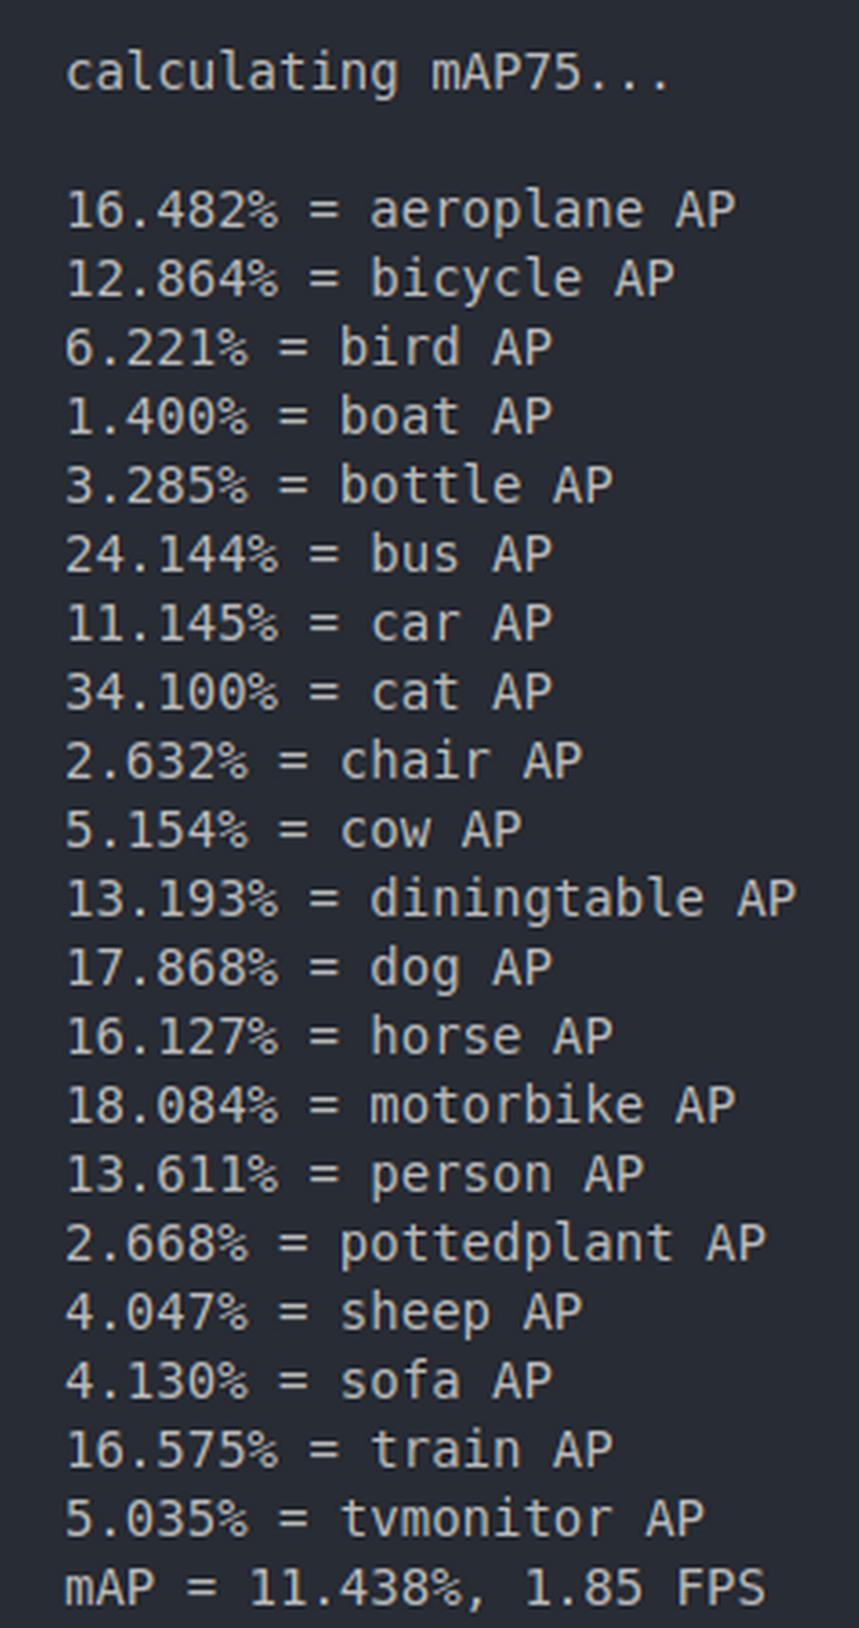 calculating mAP75...
16.482% = aeroplane AP
12.864% = bicycle AP
6.221% = bird AP
1.400% = boat AP
3.285% = bottle AP
24.144% = bus AP
11.145% = car AP
34.100% = cat AP
2.632% = chair AP
5.154% = cow AP
13.193% = diningtable AP
17.868% = dog AP
16.127% = horse AP
18.084% = motorbike AP
13.611% = person AP
2.668% = pottedplant AP
4.047% = sheep AP
4.130% = sofa AP
16.575% = train AP
5.035% = tvmonitor AP
mAP = 11.438%, 1.85 FPS